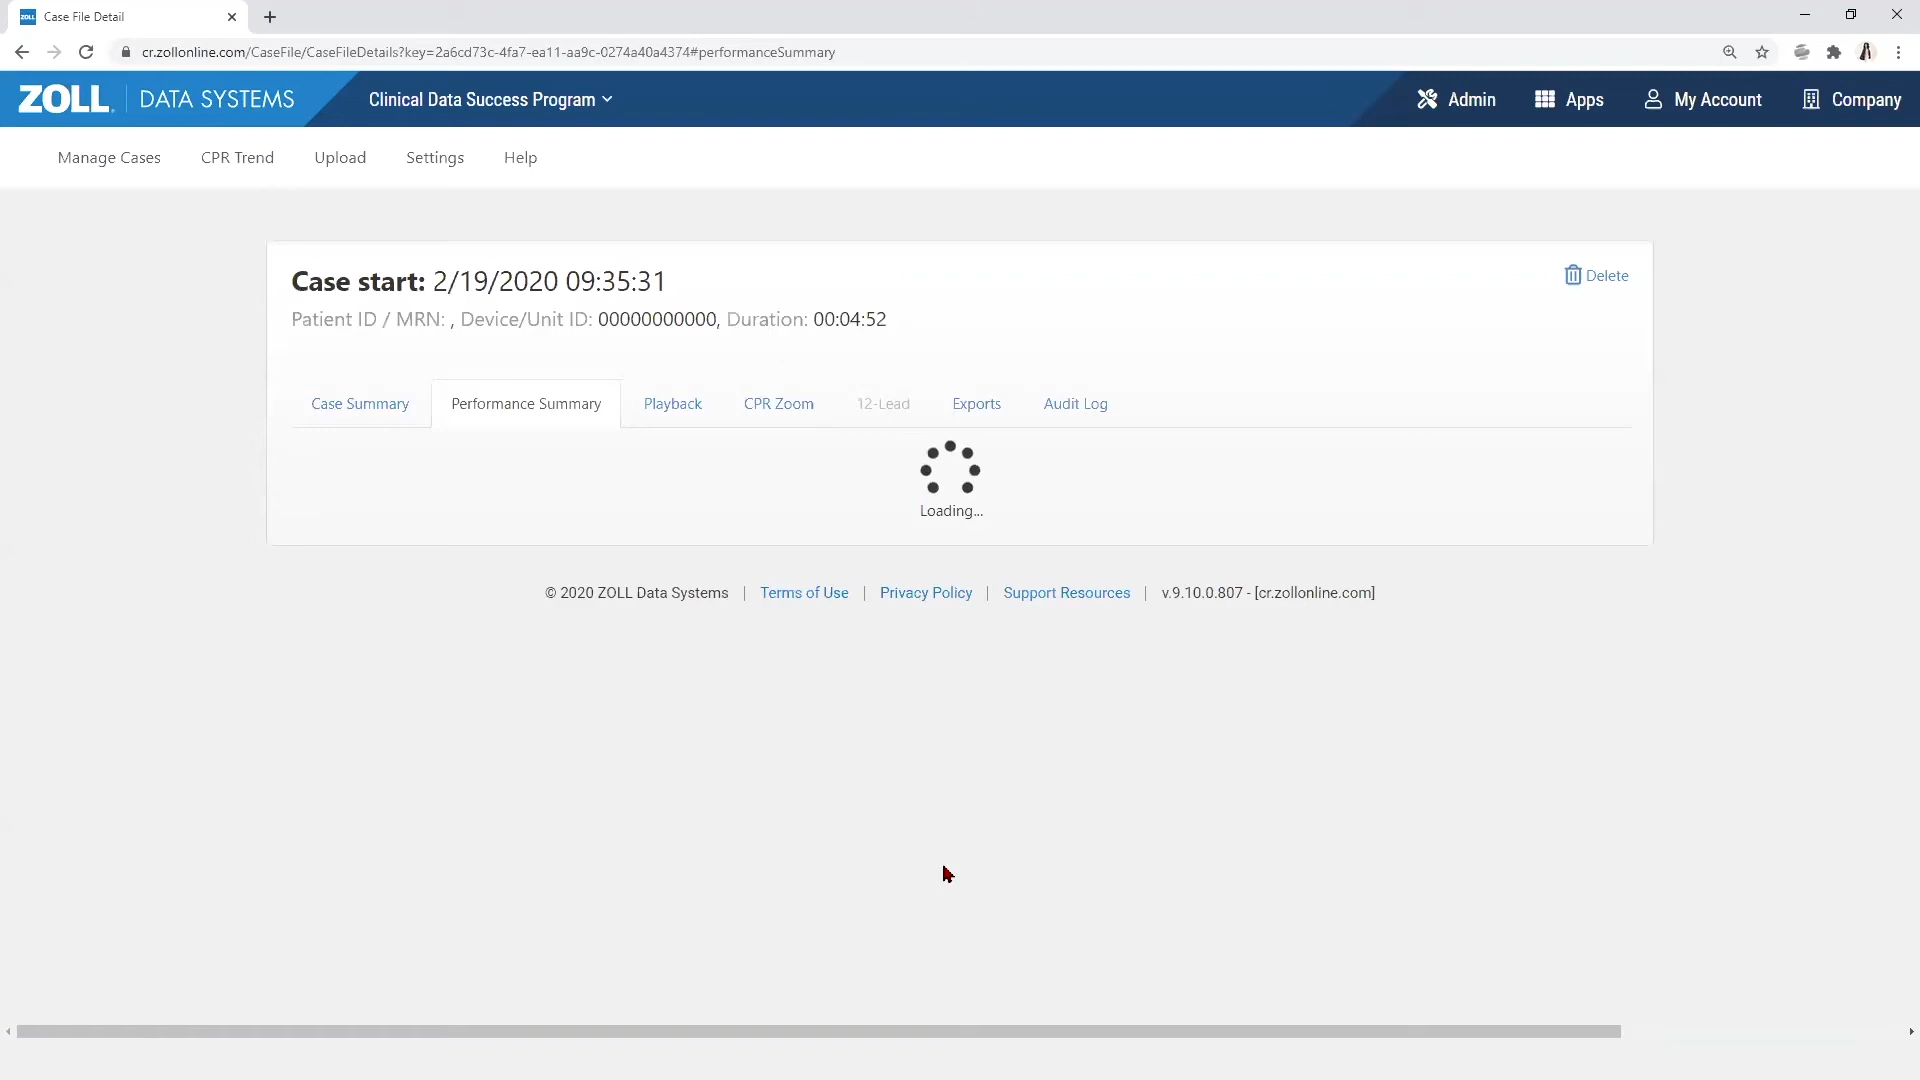 Case File Detail
cr.zollonline.com/CaseFile/CaseFileDetails?key=2a6cd73c-4fa7-ea11-aa9c-0274a40a4374#performanceSummary
ZOLL DATA SYSTEMS Clinical Data Success Program Admin Apps My Account Company
Manage Cases CPR Trend Upload Settings Help
Case start: 2/19/2020 09:35:31
Delete
Patient ID / MRN: , Device/Unit ID: 00000000000, Duration: 00:04:52
Case Summary Performance Summary Playback CPR Zoom 12-Lead Exports Audit Log
Loading...
© 2020 ZOLL Data Systems | Terms of Use | Privacy Policy | Support Resources | v.9.10.0.807 - [cr.zollonline.com]